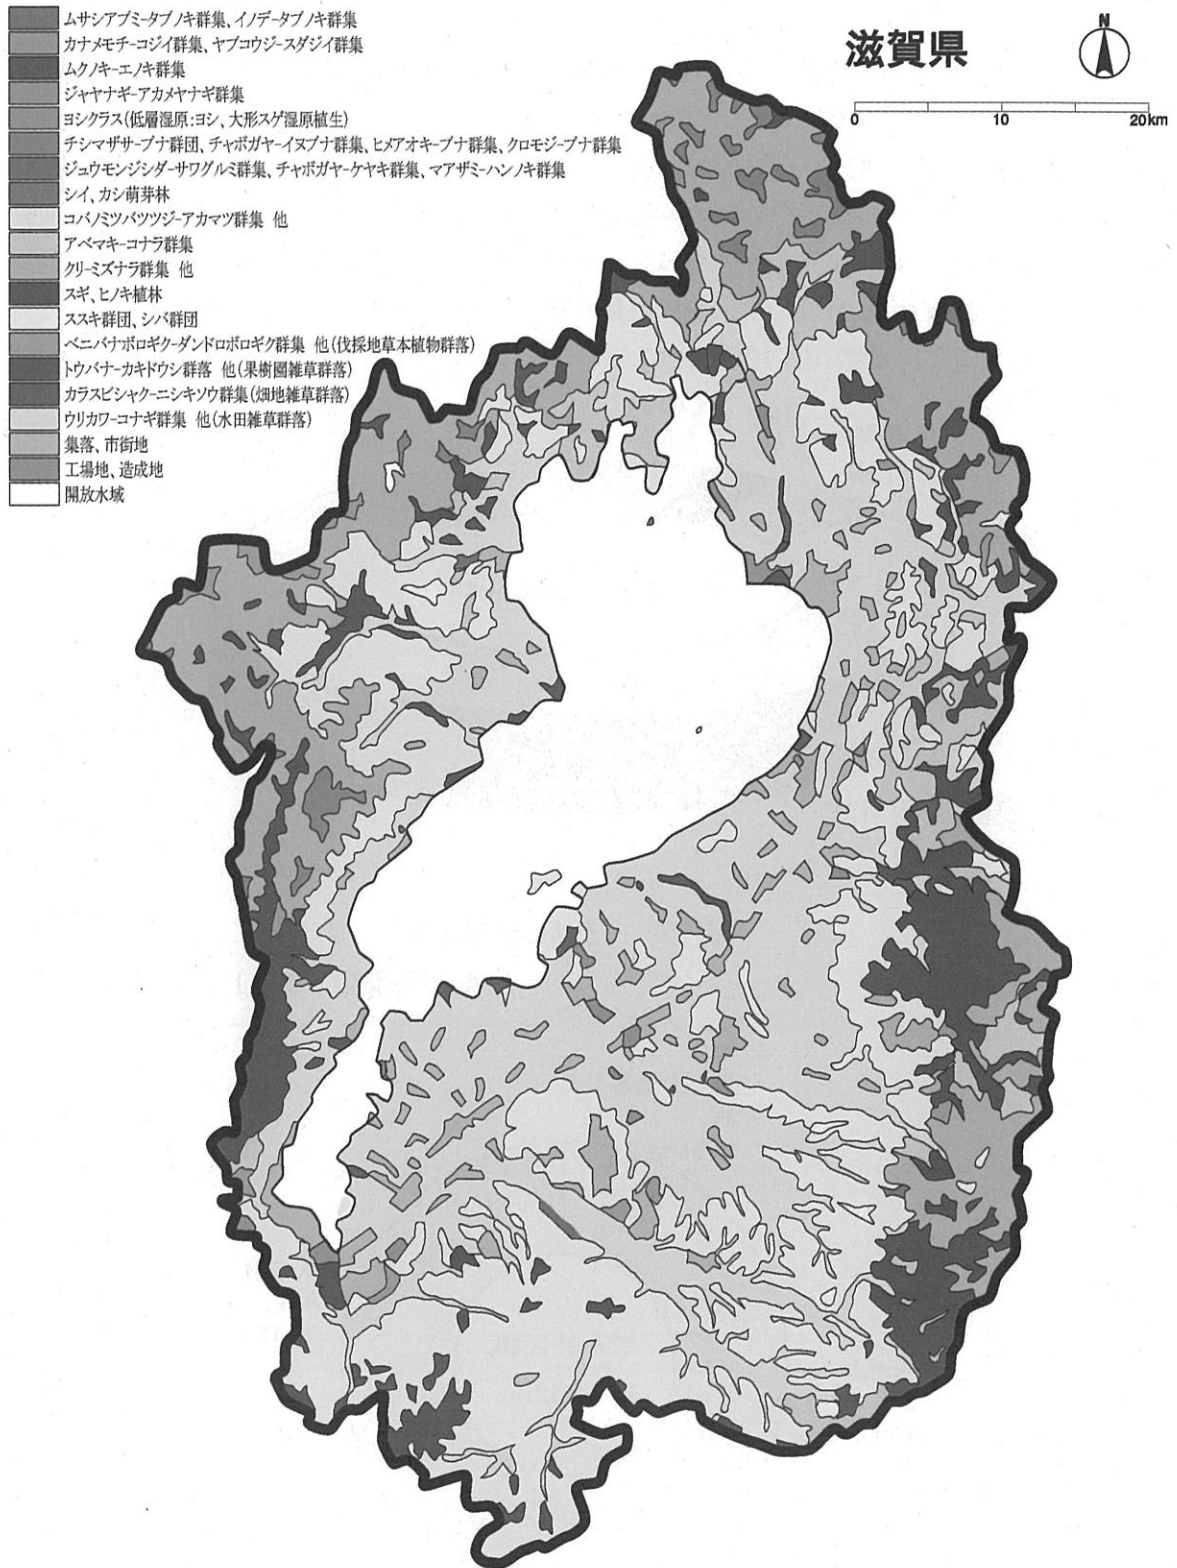 ムサシアブミ-タブノキ群集、イノデ-タブノキ群集
カナメモチ-コジイ群集、ヤブコウジ-スダジイ群集
ムクノキ-エノキ群集
ジャヤナギ-アカメヤナギ群集
ヨシクラス(低層湿原:ヨシ、大形スゲ湿原植生)
チシマザサ-ブナ群団、チャボガヤ-イヌブナ群集、ヒメアオキ-ブナ群集、クロモジ-ブナ群集
ジュウモンジシダ-サワグルミ群集、チャボガヤ-ケヤキ群集、マアザミ-ハンノキ群集
シイ、カシ萌芽林
コバノミツバツツジ-アカマツ群集 他
アベマキ-コナラ群集
クリ-ミズナラ群集 他
スギ、ヒノキ植林
ススキ群団、シバ群団
ベニバナボロギク-ダンドロボロギク群集 他(伐採地草本植物群落)
トウバナ-カキドウシ群落 他(果樹園雑草群落)
カラスビシャク-ニシキソウ群集(畑地雑草群落)
ウリカワ-コナギ群集 他(水田雑草群落)
集落、市街地
工場地、造成地
開放水域
滋賀県
N
0 10 20km